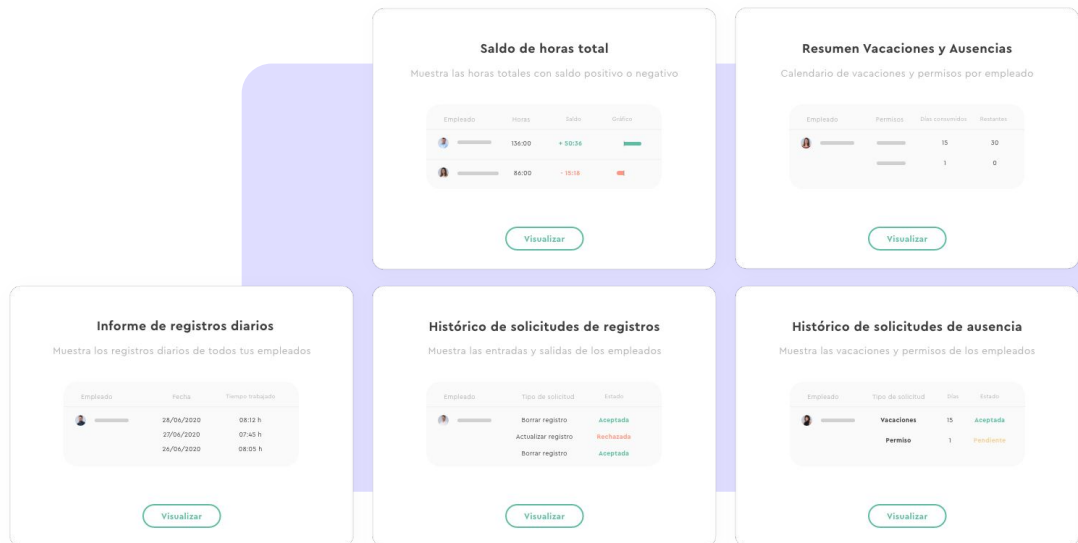 Saldo de horas total
Muestra las horas totales con saldo positivo o negativo
Empleado Horas Saldo Gráfico
136:00 + 50:36
86:00 - 15:18
Visualizar
Resumen Vacaciones y Ausencias
Calendario de vacaciones y permisos por empleado
Empleado Permisos Días consumidos Restantes
15 30
1 0
Visualizar
Informe de registros diarios
Muestra los registros diarios de todos tus empleados
Empleado Fecha Tiempo trabajado
28/06/2020 08:12 h
27/06/2020 07:45 h
26/06/2020 08:05 h
Visualizar
Histórico de solicitudes de registros
Muestra las entradas y salidas de los empleados
Empleado Tipo de solicitud Estado
Borrar registro Aceptada
Actualizar registro Rechazada
Borrar registro Aceptada
Visualizar
Histórico de solicitudes de ausencia
Muestra las vacaciones y permisos de los empleados
Empleado Tipo de solicitud Días Estado
Vacaciones 15 Aceptada
Permiso 1 Pendiente
Visualizar